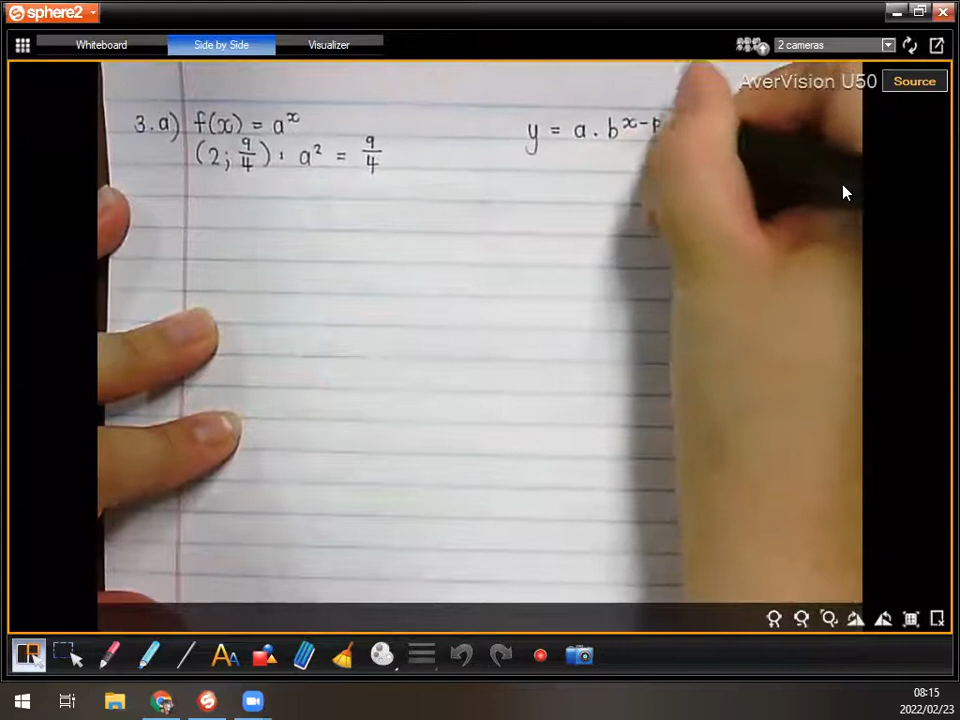 sphere2
Whiteboard Side by Side Visualizer 2 cameras
AverVision U50 Source
3. a) f(x) = a^x y = a . b^{x-p
(2; 9/4) : a^2 = 9/4
08:15
2022/02/23